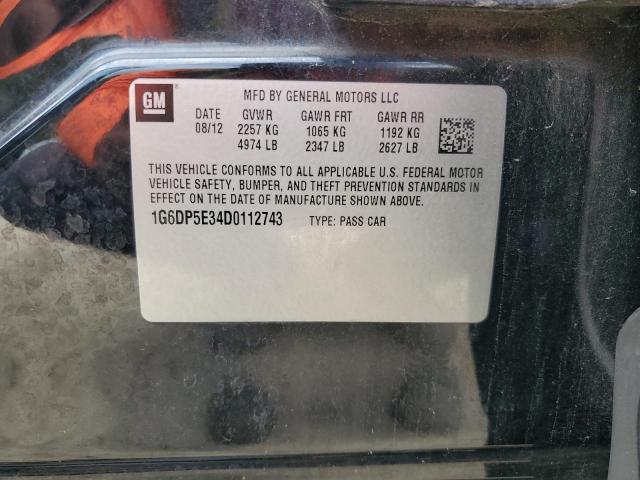 GM ® MFD BY GENERAL MOTORS LLC
DATE GVWR GAWR FRT GAWR RR
08/12 2257 KG 1065 KG 1192 KG
4974 LB 2347 LB 2627 LB
THIS VEHICLE CONFORMS TO ALL APPLICABLE U.S. FEDERAL MOTOR
VEHICLE SAFETY, BUMPER, AND THEFT PREVENTION STANDARDS IN
EFFECT ON THE DATE OF MANUFACTURE SHOWN ABOVE.
1G6DP5E34D0112743 TYPE: PASS CAR